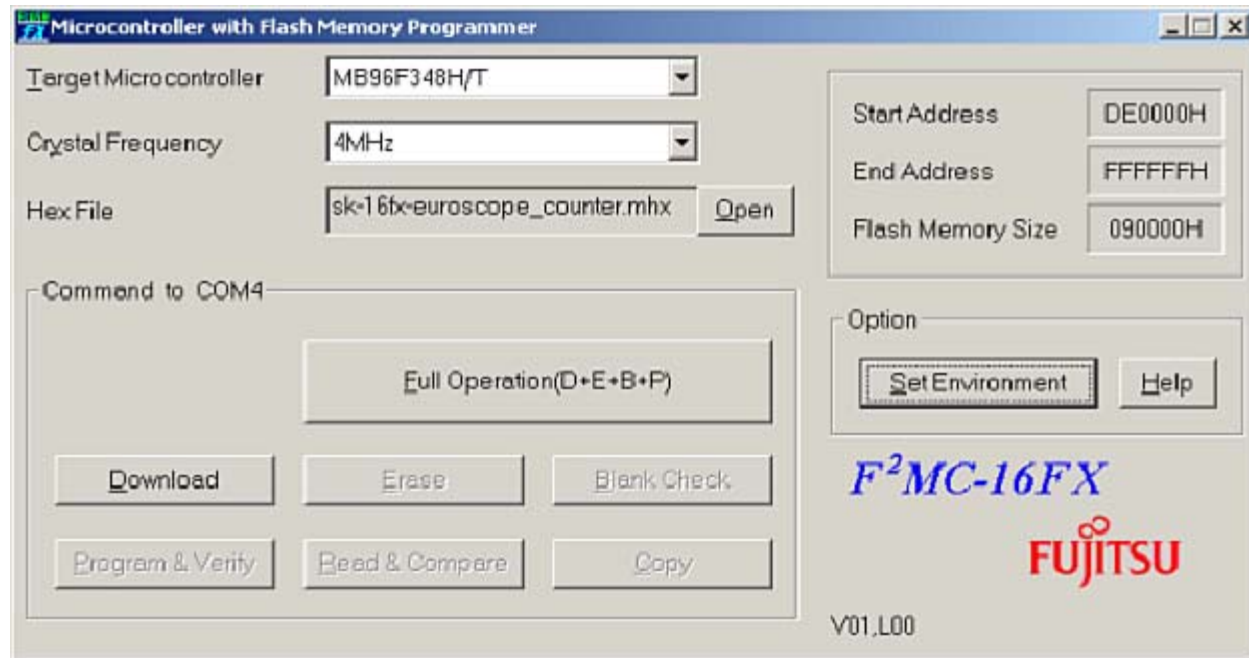 Microcontroller with Flash Memory Programmer
Target Microcontroller MB96F348H/T
Crystal Frequency 4MHz
Hex File sk-16fx-euroscope_counter.mhx Open
Start Address DE0000H
End Address FFFFFFH
Flash Memory Size 090000H
Command to COM4
Full Operation(D+E+B+P)
Download Erase Blank Check
Program & Verify Read & Compare Copy
Option
Set Environment Help
F²MC-16FX
FUJITSU
V01,L00